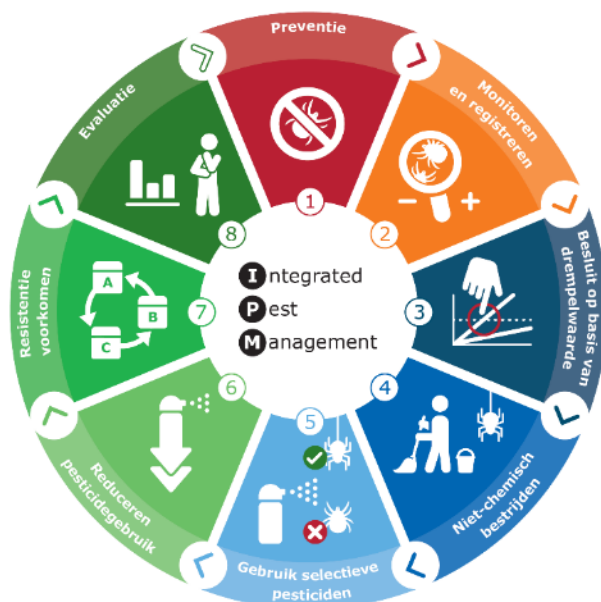 Preventie
1
Monitoren
en registreren
2
Besluit op basis van
drempelwaarde
3
Niet-chemisch
bestrijden
4
Gebruik selectieve
pesticiden
5
Reduceren
pesticidegebruik
6
Resistentie
voorkomen
7
A
B
C
Evaluatie
8
Integrated
Pest
Management